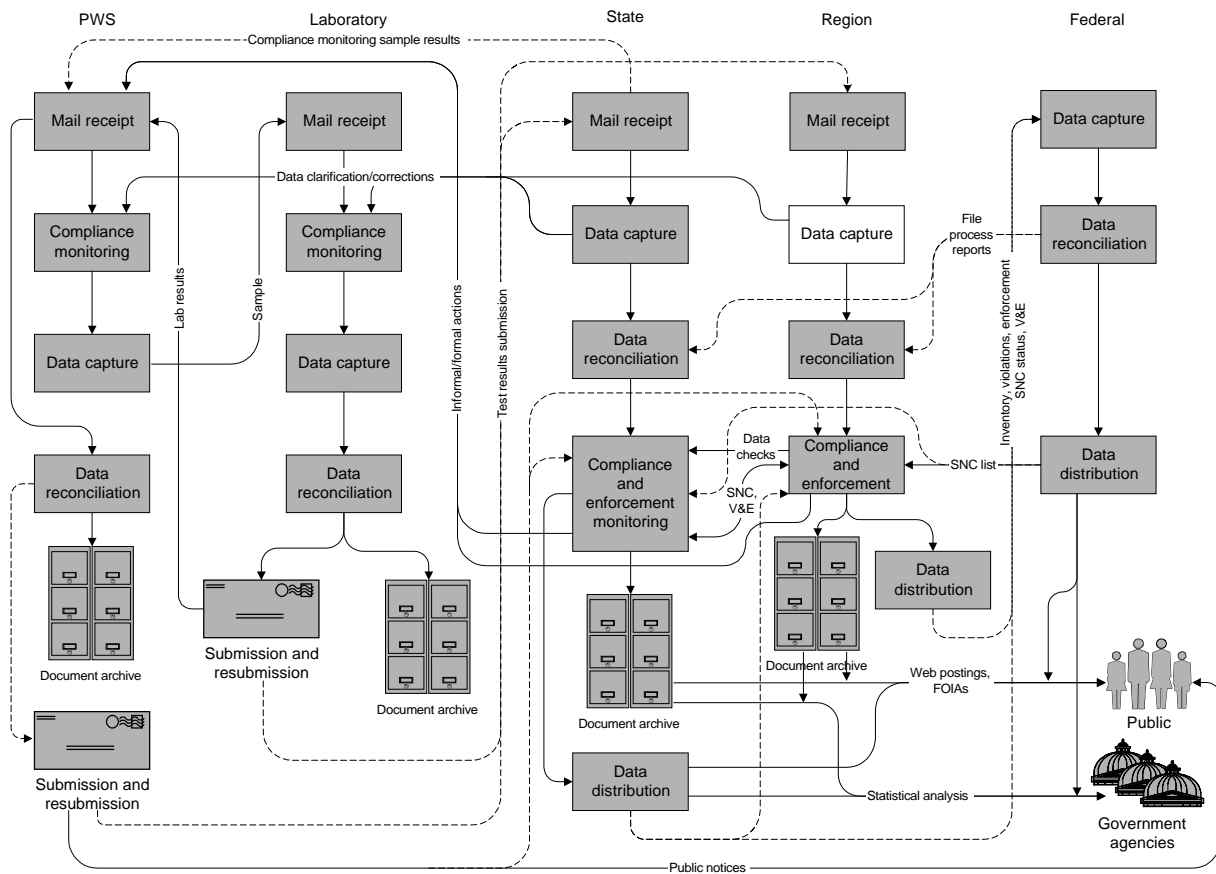 PWS
Laboratory
State
Region
Federal
Compliance monitoring sample results
Mail receipt
Mail receipt
Mail receipt
Mail receipt
Data capture
Data clarification/corrections
Compliance
monitoring
Compliance
monitoring
Data capture
Data capture
File
process
reports
Data
reconciliation
Lab results
Sample
Informal/formal actions
Test results submission
Inventory, violations, enforcement
SNC status, V&E
Data capture
Data capture
Data
reconciliation
Data
reconciliation
Data
reconciliation
Data
reconciliation
Compliance
and
enforcement
monitoring
Data
checks
SNC,
V&E
Compliance
and
enforcement
SNC list
Data
distribution
Data
distribution
Document archive
Submission and
resubmission
Document archive
Document archive
Document archive
Web postings,
FOIAs
Public
Submission and
resubmission
Data
distribution
Statistical analysis
Government
agencies
Public notices